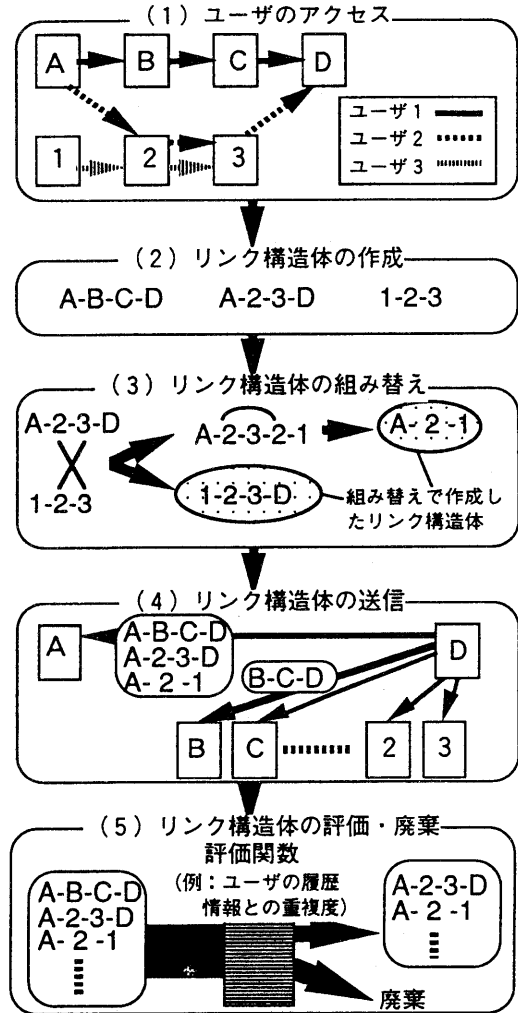 (1) ユーザのアクセス
A B C D
1 2 3
ユーザ1
ユーザ2
ユーザ3
(2) リンク構造体の作成
A-B-C-D A-2-3-D 1-2-3
(3) リンク構造体の組み替え
A-2-3-D
1-2-3
A-2-3-2-1
A-2-1
1-2-3-D
組み替えで作成し
たリンク構造体
(4) リンク構造体の送信
A
A-B-C-D
A-2-3-D
A-2-1
B-C-D
D
B C 2 3
(5) リンク構造体の評価・廃棄
評価関数
(例:ユーザの履歴
情報との重複度)
A-B-C-D
A-2-3-D
A-2-1
A-2-3-D
A-2-1
廃棄